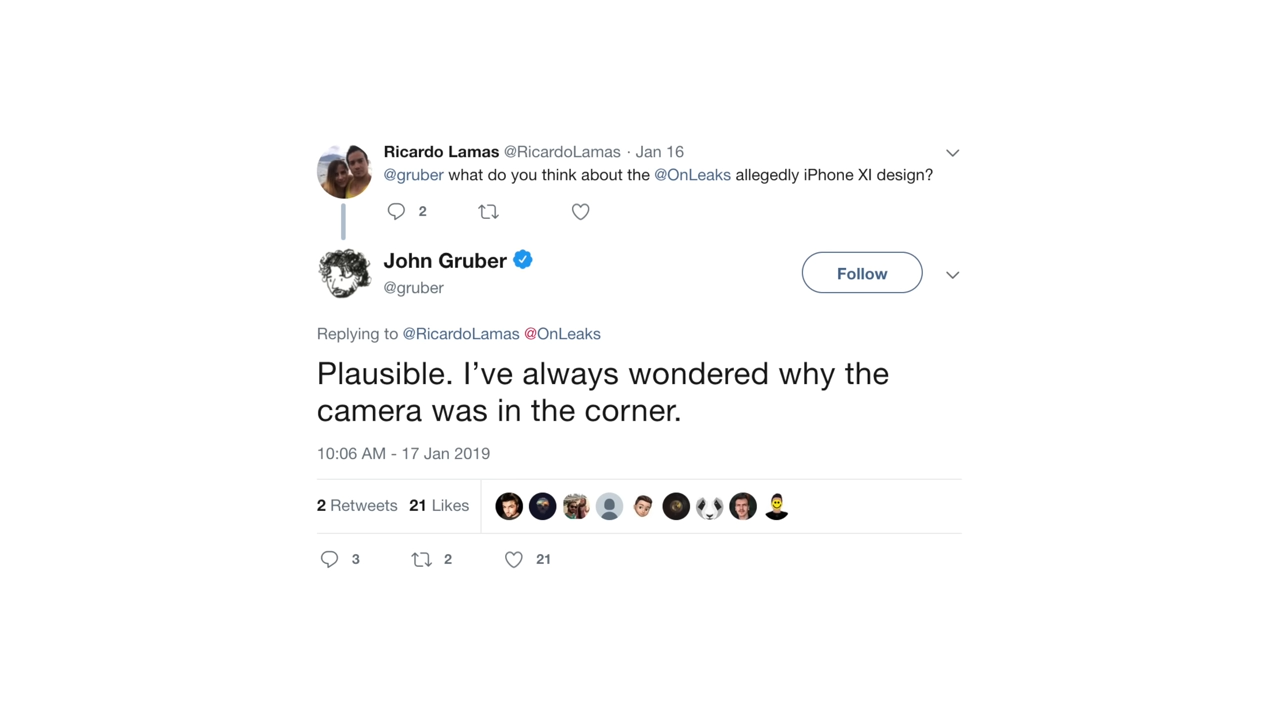 Ricardo Lamas @RicardoLamas · Jan 16
@gruber what do you think about the @OnLeaks allegedly iPhone XI design?
2
John Gruber
@gruber
Follow
Replying to @RicardoLamas @OnLeaks
Plausible. I’ve always wondered why the
camera was in the corner.
10:06 AM - 17 Jan 2019
2 Retweets 21 Likes
3 2 21